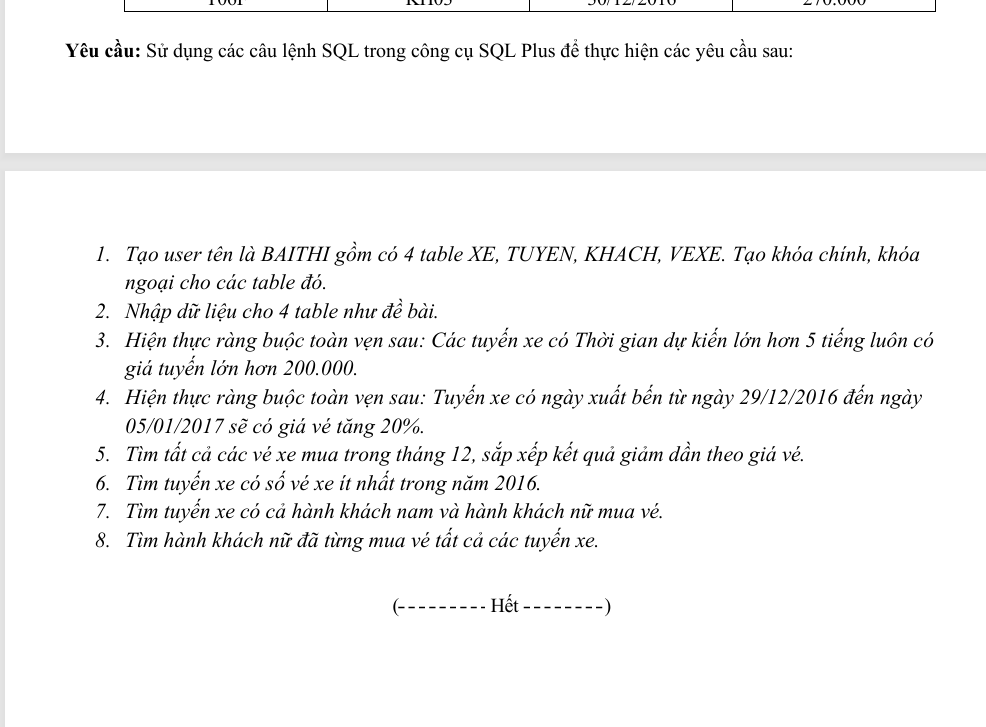 Yêu cầu: Sử dụng các câu lệnh SQL trong công cụ SQL Plus để thực hiện các yêu cầu sau:
1. Tạo user tên là BAITHI gồm có 4 table XE, TUYEN, KHACH, VEXE. Tạo khóa chính, khóa
ngoại cho các table đó.
2. Nhập dữ liệu cho 4 table như đề bài.
3. Hiện thực ràng buộc toàn vẹn sau: Các tuyến xe có Thời gian dự kiến lớn hơn 5 tiếng luôn có
giá tuyến lớn hơn 200.000.
4. Hiện thực ràng buộc toàn vẹn sau: Tuyến xe có ngày xuất bến từ ngày 29/12/2016 đến ngày
05/01/2017 sẽ có giá vé tăng 20%.
5. Tìm tất cả các vé xe mua trong tháng 12, sắp xếp kết quả giảm dần theo giá vé.
6. Tìm tuyến xe có số vé xe ít nhất trong năm 2016.
7. Tìm tuyến xe có cả hành khách nam và hành khách nữ mua vé.
8. Tìm hành khách nữ đã từng mua vé tất cả các tuyến xe.
(--------- Hết --------)